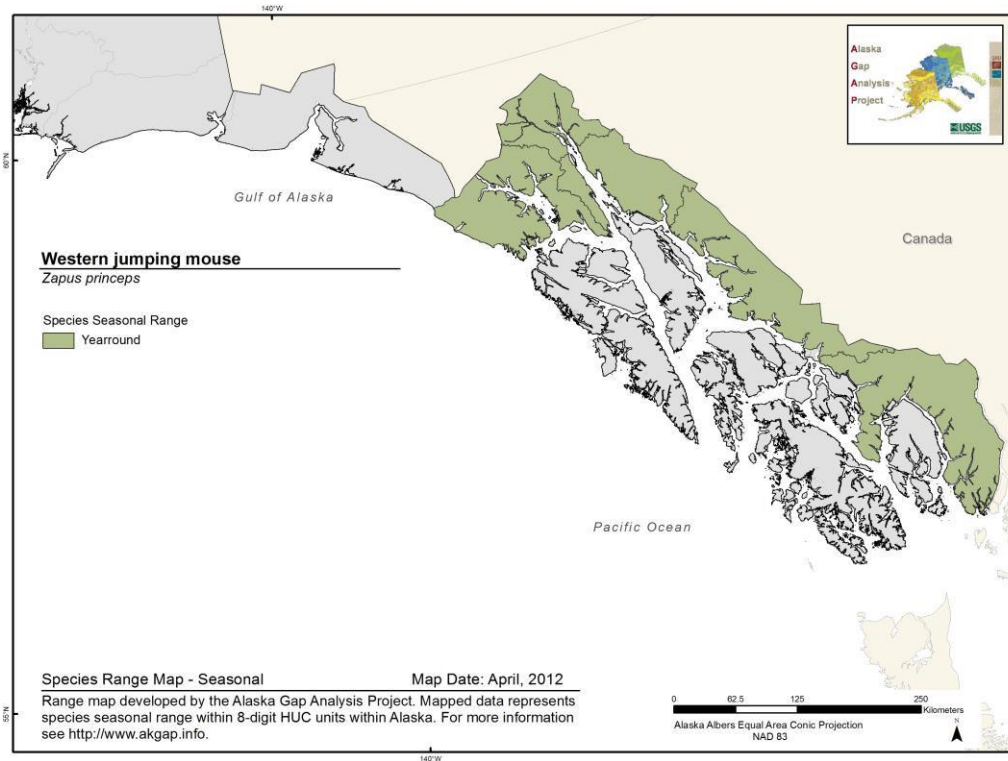 140°W
Alaska
Gap
Analysis
Project
USGS
60°N
Gulf of Alaska
Canada
Western jumping mouse
Zapus princeps
Species Seasonal Range
Yearround
Pacific Ocean
Species Range Map - Seasonal
Map Date: April, 2012
Range map developed by the Alaska Gap Analysis Project. Mapped data represents
species seasonal range within 8-digit HUC units within Alaska. For more information
see http://www.akgap.info.
0 62.5 125 250
Kilometers
Alaska Albers Equal Area Conic Projection
NAD 83
N
55°N
140°W